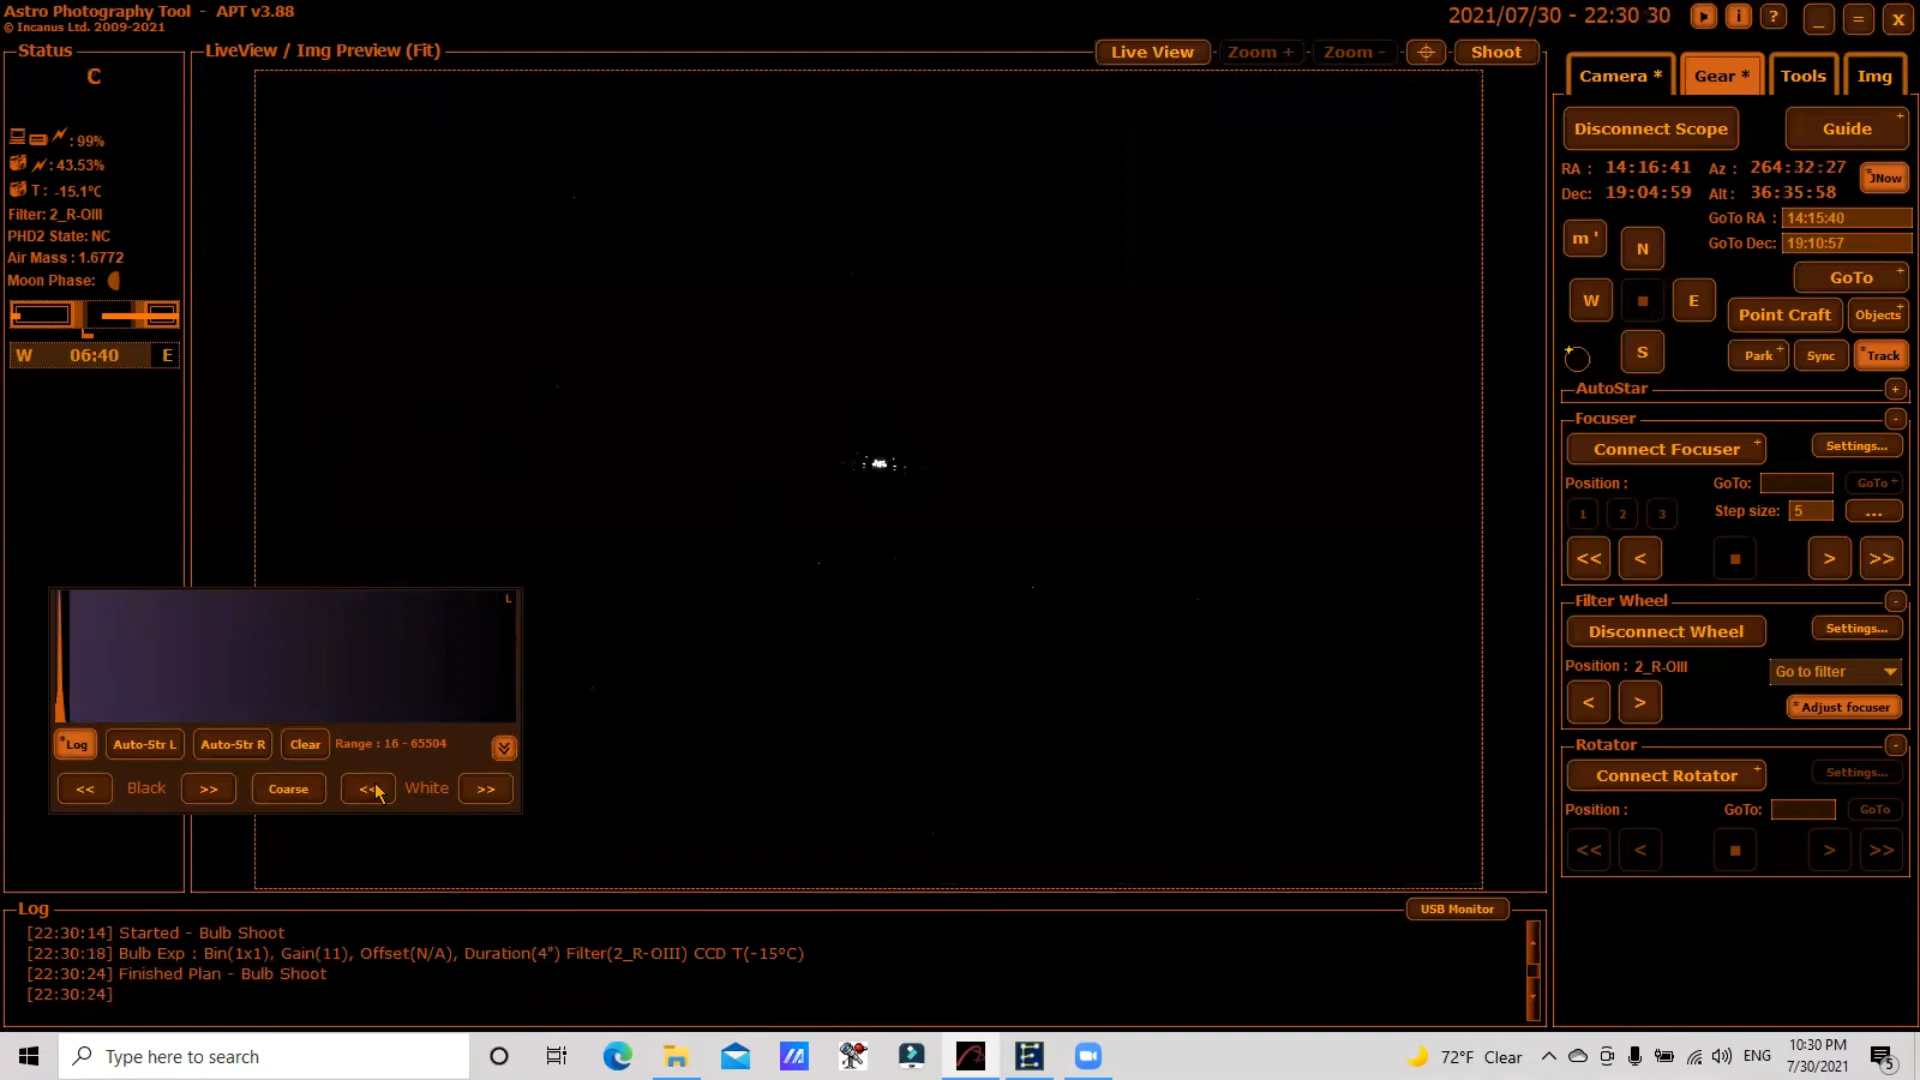 Astro Photography Tool - APT v3.88
© Incanus Ltd. 2009-2021
2021/07/30 - 22:30 30
i
?
_
=
X
Status
C
: 99%
: 43.53%
T: -15.1°C
Filter: 2_R-OIII
PHD2 State: NC
Air Mass : 1.6772
Moon Phase:
W 06:40 E
LiveView / Img Preview (Fit)
Live View
Zoom +
Zoom -
Shoot
L
*Log
Auto-Str L
Auto-Str R
Clear
Range : 16 - 65504
<< Black >>
Coarse
<< White >>
Camera *
Gear *
Tools
Img
Disconnect Scope
Guide +
RA : 14:16:41 Az : 264:32:27
*JNow
Dec: 19:04:59 Alt : 36:35:58
GoTo RA : 14:15:40
GoTo Dec: 19:10:57
m '
N
W
E
S
GoTo +
Point Craft
Objects +
Park +
Sync
*Track
AutoStar +
Focuser -
Connect Focuser +
Settings...
Position :
GoTo:
GoTo +
1 2 3
Step size: 5
...
<< < > >>
Filter Wheel -
Disconnect Wheel
Settings...
Position : 2_R-OIII
Go to filter
< >
* Adjust focuser
Rotator -
Connect Rotator +
Settings...
Position :
GoTo:
GoTo
<< < > >>
Log
USB Monitor
[22:30:14] Started - Bulb Shoot
[22:30:18] Bulb Exp : Bin(1x1), Gain(11), Offset(N/A), Duration(4") Filter(2_R-OIII) CCD T(-15°C)
[22:30:24] Finished Plan - Bulb Shoot
[22:30:24]
Type here to search
72°F Clear
ENG
10:30 PM
7/30/2021
5